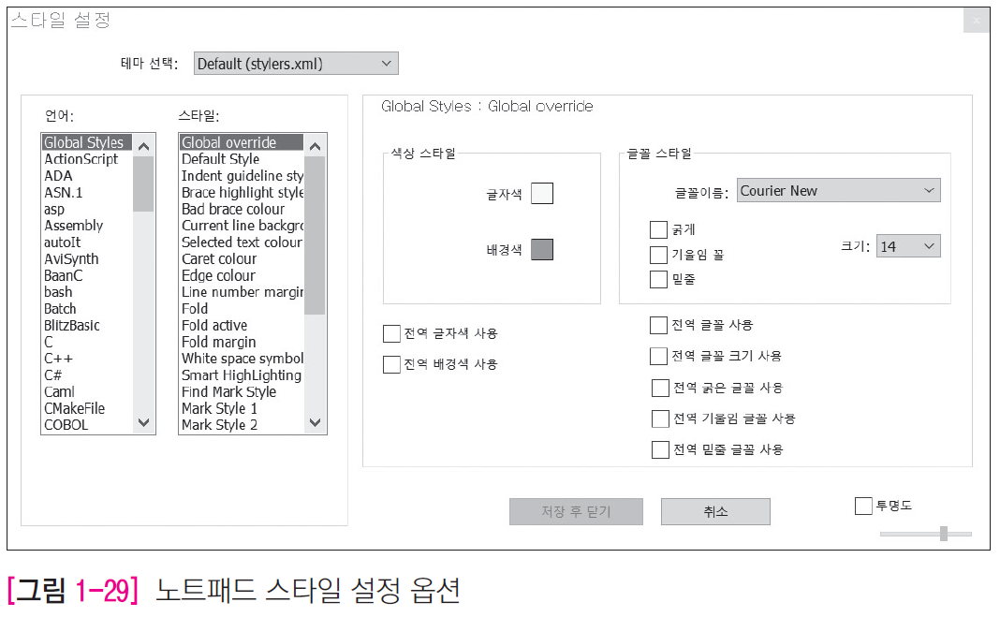 스타일 설정
x
테마 선택: Default (stylers.xml)
언어:
Global Styles
ActionScript
ADA
ASN.1
asp
Assembly
autoIt
AviSynth
BaanC
bash
Batch
BlitzBasic
C
C++
C#
Caml
CMakeFile
COBOL
스타일:
Global override
Default Style
Indent guideline sty
Brace highlight style
Bad brace colour
Current line backgro
Selected text colour
Caret colour
Edge colour
Line number margin
Fold
Fold active
Fold margin
White space symbol
Smart HighLighting
Find Mark Style
Mark Style 1
Mark Style 2
Global Styles : Global override
색상 스타일
글자색
배경색
전역 글자색 사용
전역 배경색 사용
글꼴 스타일
글꼴이름: Courier New
굵게
기울임 꼴
밑줄
크기: 14
전역 글꼴 사용
전역 글꼴 크기 사용
전역 굵은 글꼴 사용
전역 기울임 글꼴 사용
전역 밑줄 글꼴 사용
저장 후 닫기
취소
투명도
[그림 1-29] 노트패드 스타일 설정 옵션